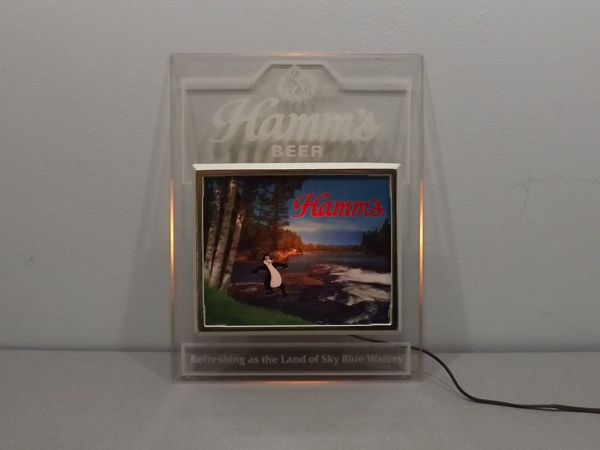 Hamm's
BEER
Hamm's
Refreshing as the Land of Sky Blue Waters